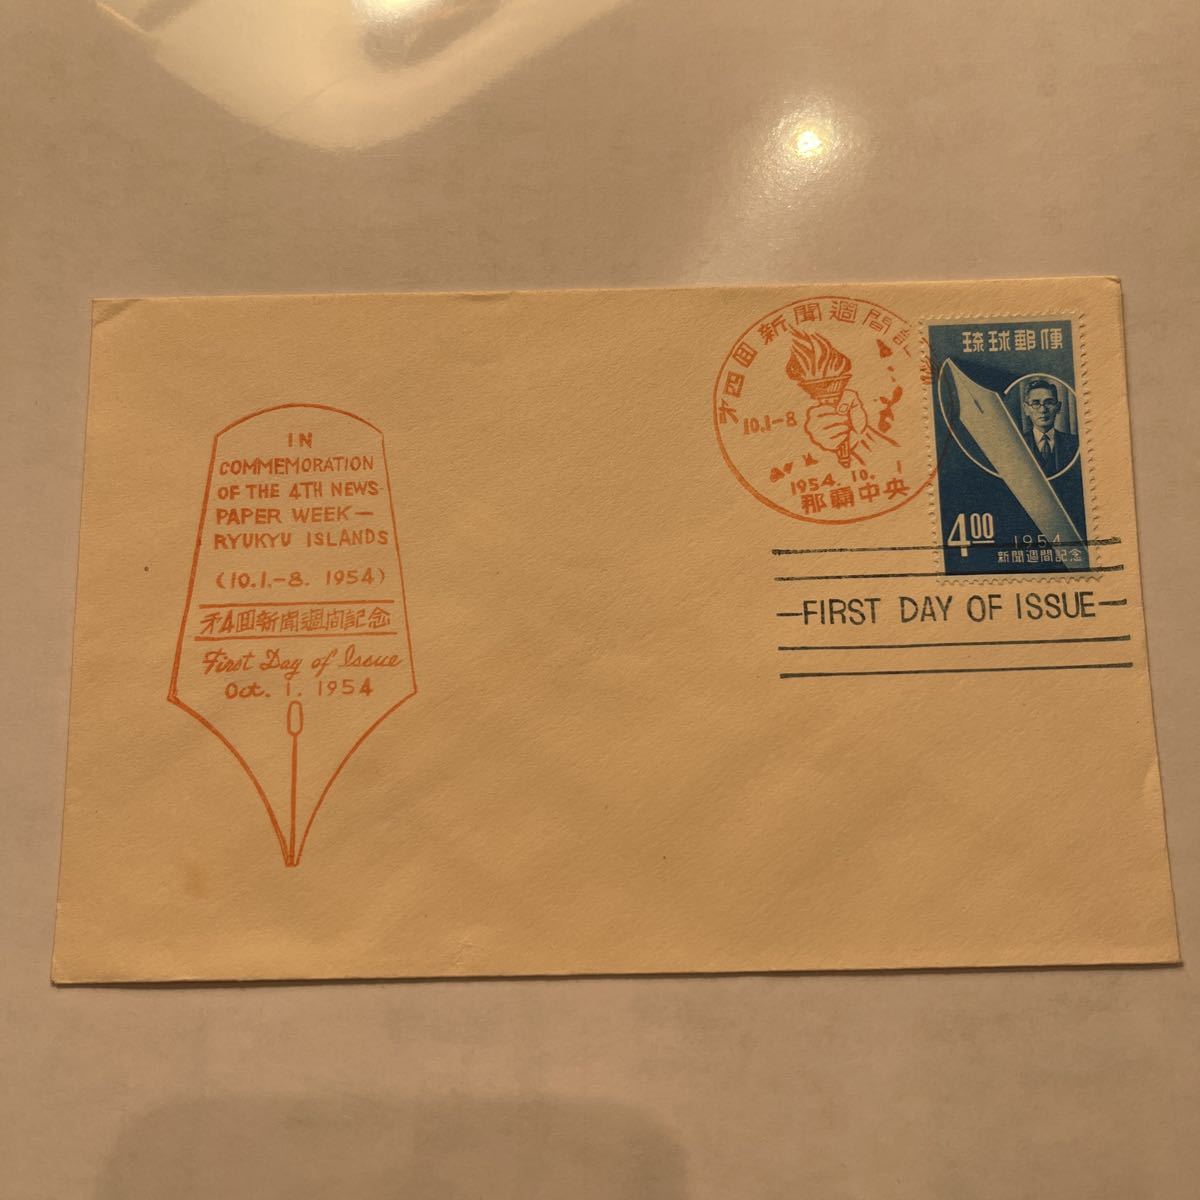 IN
COMMEMORATION
OF THE 4TH NEWS-
PAPER WEEK—
RYUKYU ISLANDS
(10.1.-8. 1954)
㐧4回新聞週間記念
First Day of Issue
Oct. 1. 1954
㐧四回新聞週間記
10.1-8
1954. 10. 1
那覇中央
琉球郵便
4.00
1954
新聞週間記念
—FIRST DAY OF ISSUE—